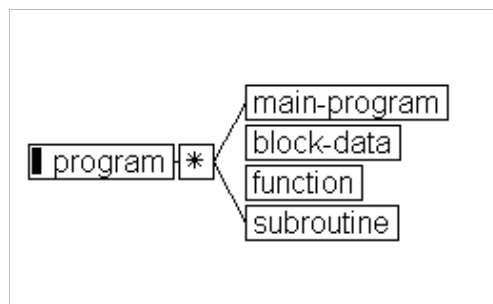 program *
main-program
block-data
function
subroutine